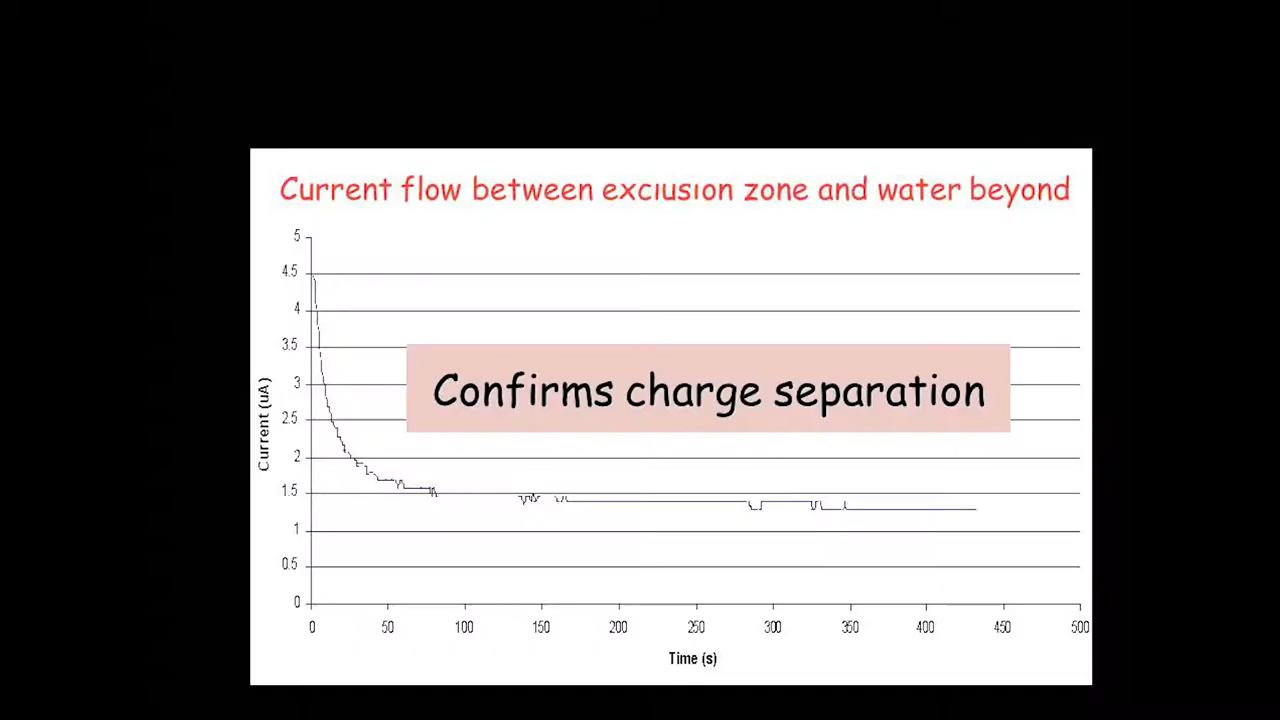 Current flow between exclusion zone and water beyond
5
4.5
4
3.5
3
2.5
2
1.5
1
0.5
0
Current (uA)
Confirms charge separation
0 50 100 150 200 250 300 350 400 450 500
Time (s)